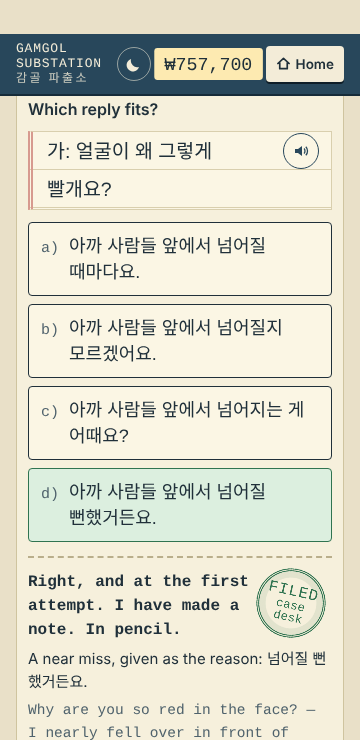 GAMGOL
SUBSTATION
감골 파출소
₩757,700
Home
Which reply fits?
가: 얼굴이 왜 그렇게
빨개요?
a) 아까 사람들 앞에서 넘어질
때마다요.
b) 아까 사람들 앞에서 넘어질지
모르겠어요.
c) 아까 사람들 앞에서 넘어지는 게
어때요?
d) 아까 사람들 앞에서 넘어질
뻔했거든요.
Right, and at the first
attempt. I have made a
note. In pencil.
FILED
case
desk
A near miss, given as the reason: 넘어질 뻔
했거든요.
Why are you so red in the face? —
I nearly fell over in front of